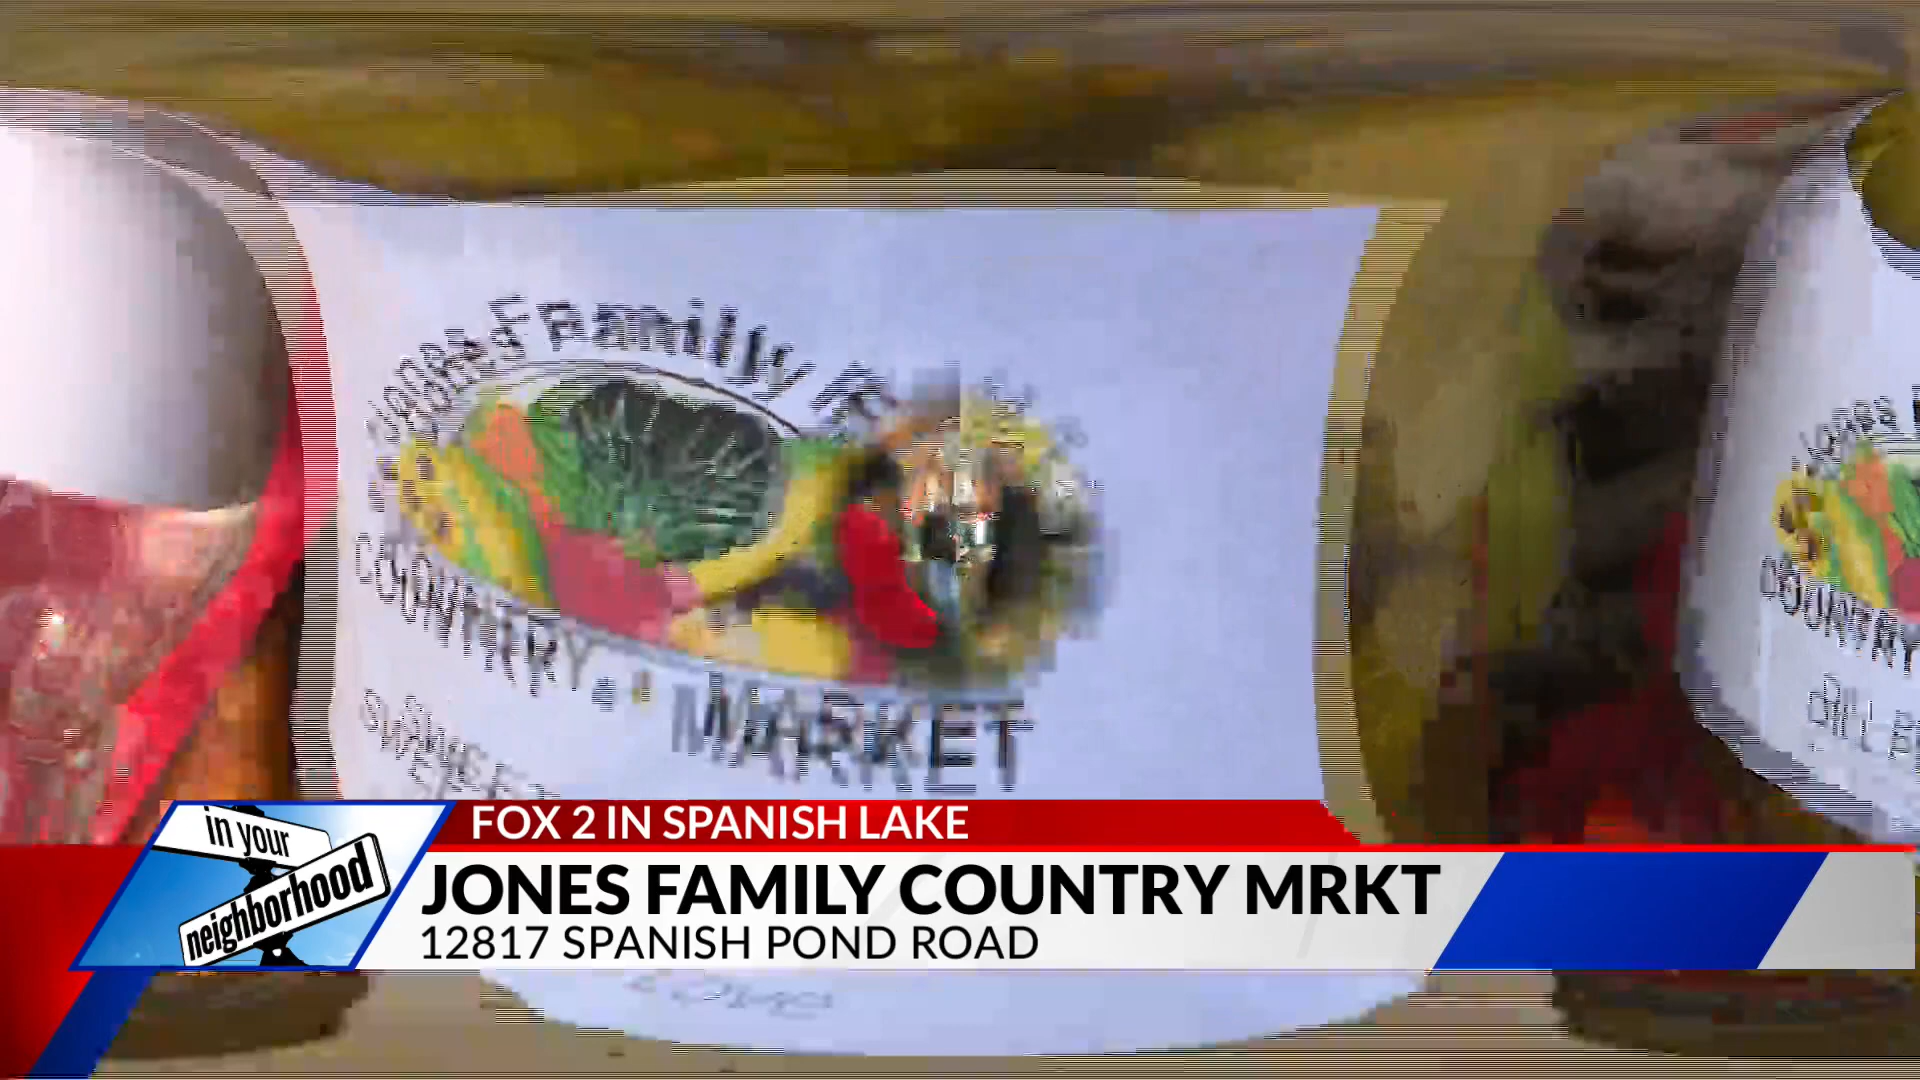 Jones Family
COUNTRY
MARKET
COUNTRY
in your
neighborhood
FOX 2 IN SPANISH LAKE
JONES FAMILY COUNTRY MRKT
12817 SPANISH POND ROAD